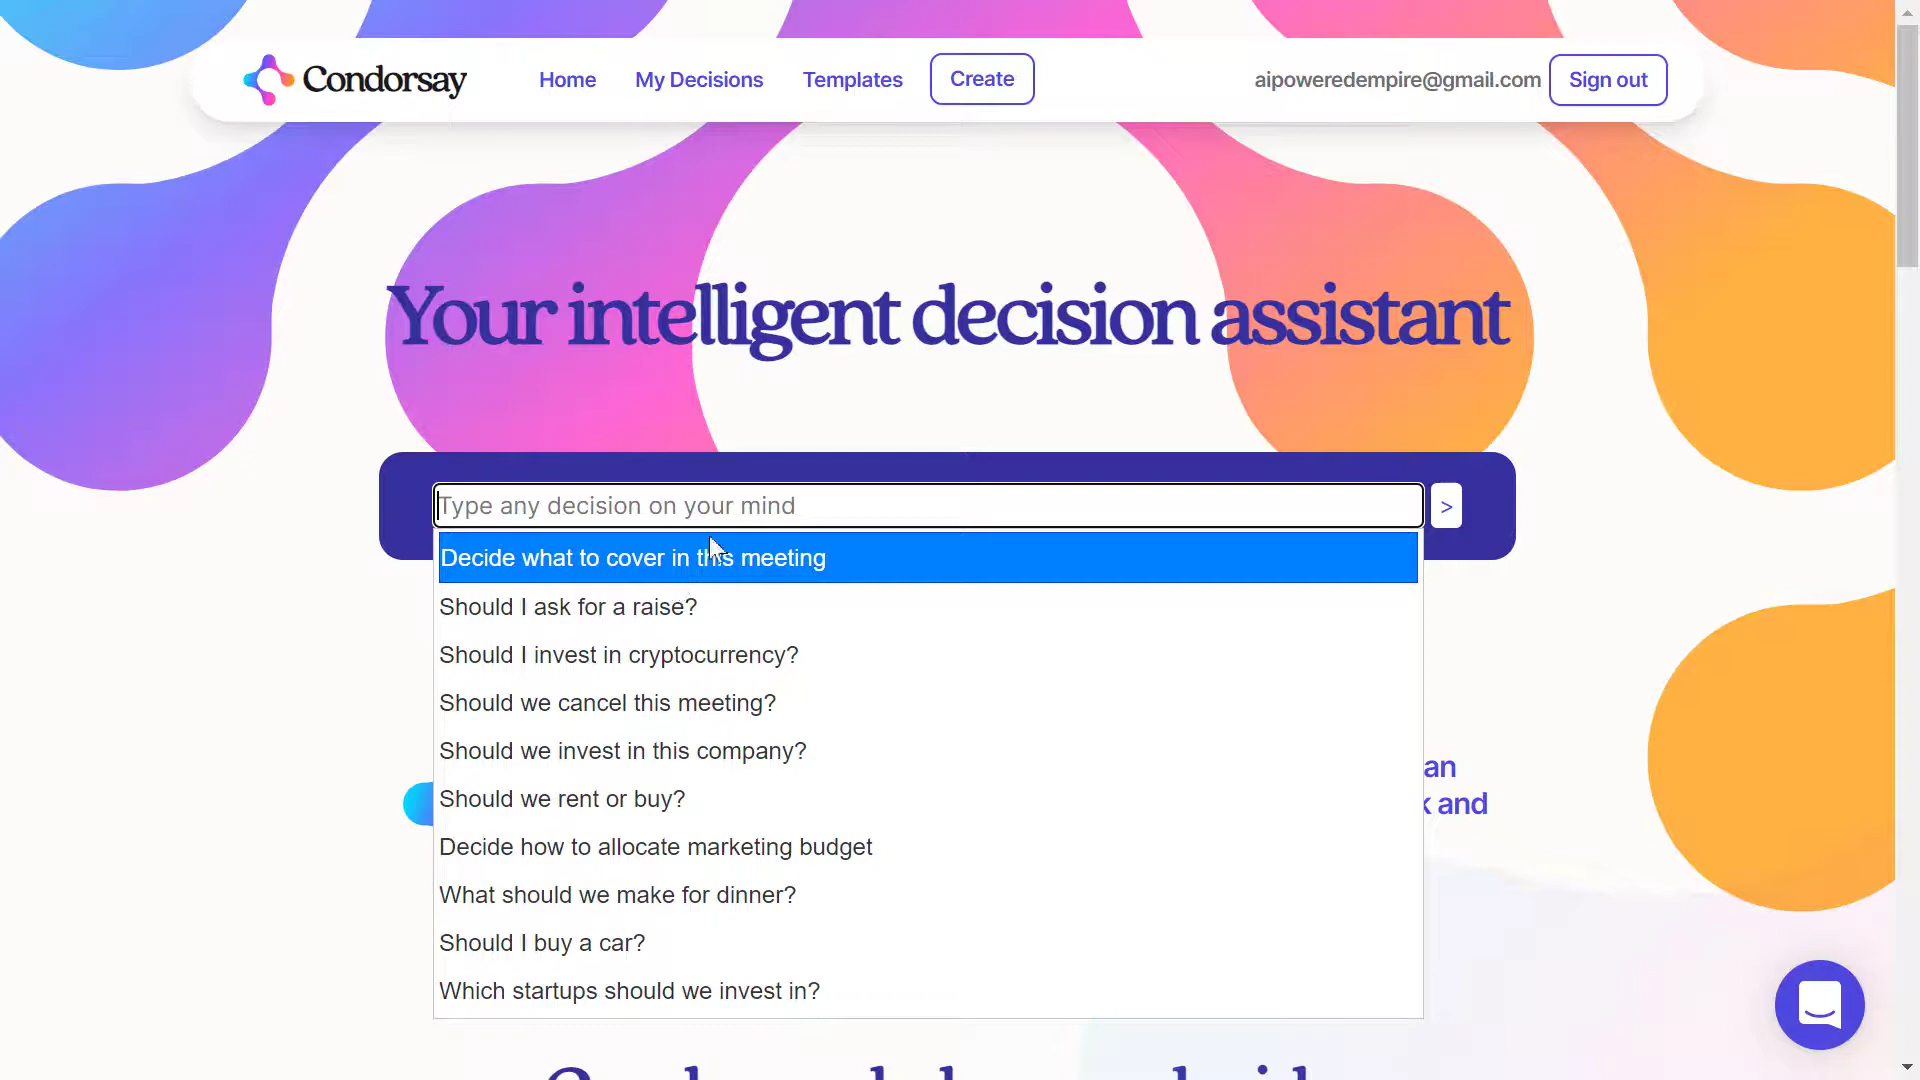 Condorsay
Home
My Decisions
Templates
Create
aipoweredempire@gmail.com
Sign out
Your intelligent decision assistant
Type any decision on your mind
>
Decide what to cover in this meeting
Should I ask for a raise?
Should I invest in cryptocurrency?
Should we cancel this meeting?
Should we invest in this company?
an
Should we rent or buy?
and
Decide how to allocate marketing budget
What should we make for dinner?
Should I buy a car?
Which startups should we invest in?